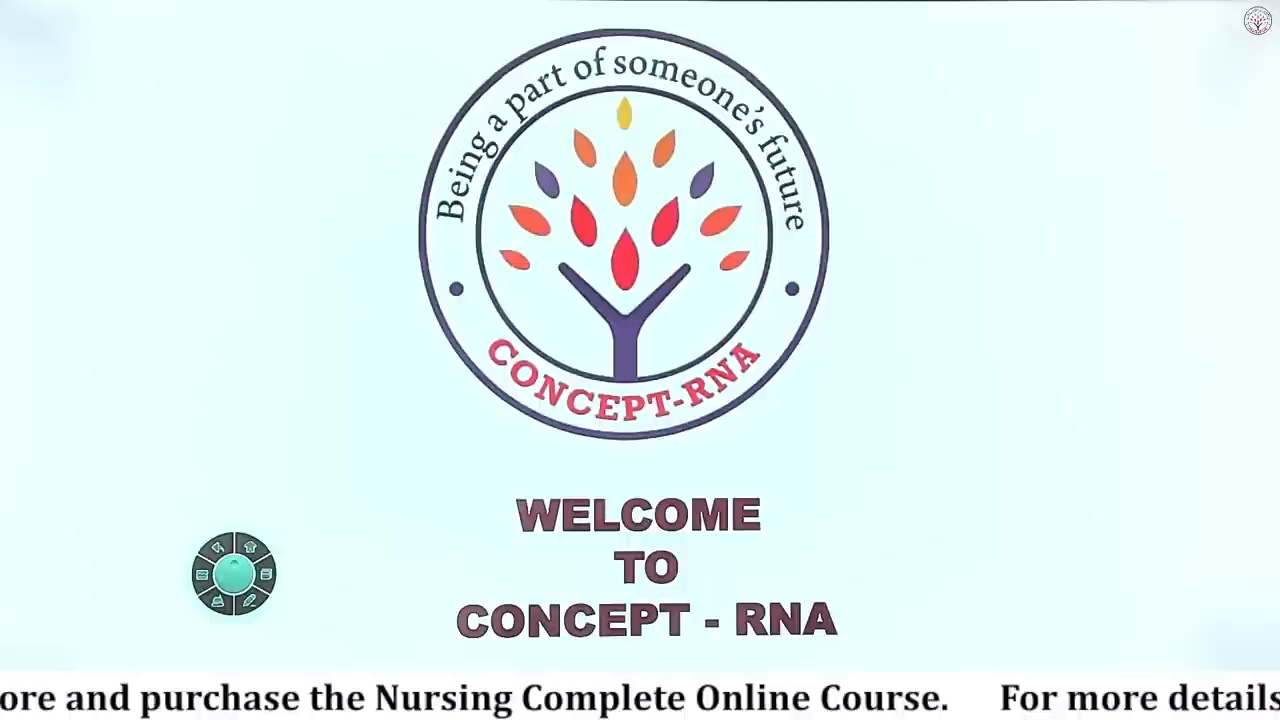 Being a part of someone's future
CONCEPT-RNA
WELCOME
TO
CONCEPT - RNA
ore and purchase the Nursing Complete Online Course. For more details